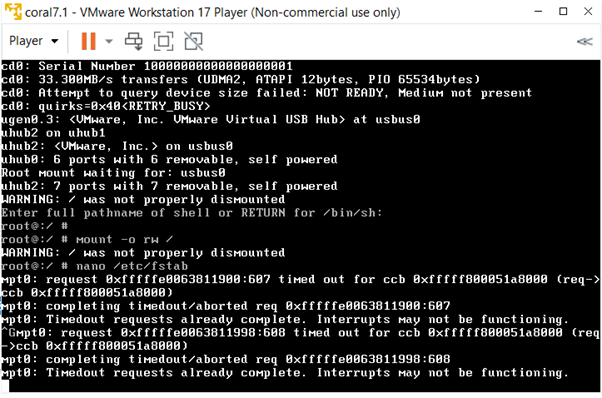 coral7.1 - VMware Workstation 17 Player (Non-commercial use only)
Player
cd0: Serial Number 10000000000000000001
cd0: 33.300MB/s transfers (UDMA2, ATAPI 12bytes, PIO 65534bytes)
cd0: Attempt to query device size failed: NOT READY, Medium not present
cd0: quirks=0x40<RETRY_BUSY>
ugen0.3: <VMware, Inc. VMware Virtual USB Hub> at usbus0
uhub2 on uhub1
uhub2: <VMware, Inc.> on usbus0
uhub0: 6 ports with 6 removable, self powered
Root mount waiting for: usbus0
uhub2: 7 ports with 7 removable, self powered
WARNING: / was not properly dismounted
Enter full pathname of shell or RETURN for /bin/sh:
root@:/ #
root@:/ # mount -o rw /
WARNING: / was not properly dismounted
root@:/ # nano /etc/fstab
mpt0: request 0xfffffe0063811900:607 timed out for ccb 0xfffff800051a8000 (req->
ccb 0xfffff800051a8000)
mpt0: completing timedout/aborted req 0xfffffe0063811900:607
mpt0: Timedout requests already complete. Interrupts may not be functioning.
^Gmpt0: request 0xfffffe0063811998:608 timed out for ccb 0xfffff800051a8000 (req
->ccb 0xfffff800051a8000)
mpt0: completing timedout/aborted req 0xfffffe0063811998:608
mpt0: Timedout requests already complete. Interrupts may not be functioning.